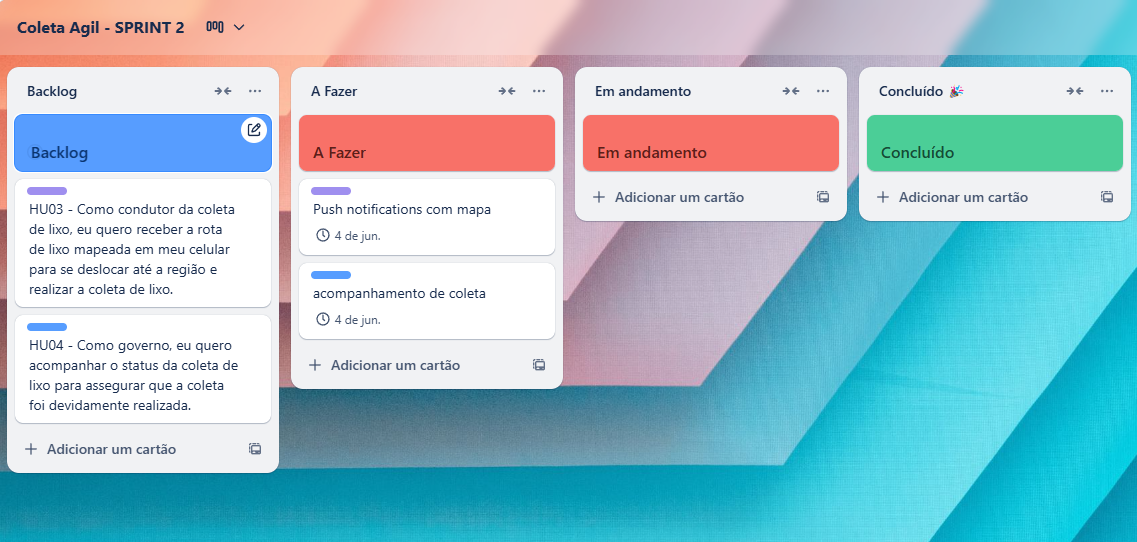 Coleta Agil - SPRINT 2
Backlog
Backlog
HU03 - Como condutor da coleta
de lixo, eu quero receber a rota
de lixo mapeada em meu celular
para se deslocar até a região e
realizar a coleta de lixo.
HU04 - Como governo, eu quero
acompanhar o status da coleta de
lixo para assegurar que a coleta
foi devidamente realizada.
Adicionar um cartão
A Fazer
A Fazer
Push notifications com mapa
4 de jun.
acompanhamento de coleta
4 de jun.
Adicionar um cartão
Em andamento
Em andamento
Adicionar um cartão
Concluído 🎉
Concluído
Adicionar um cartão